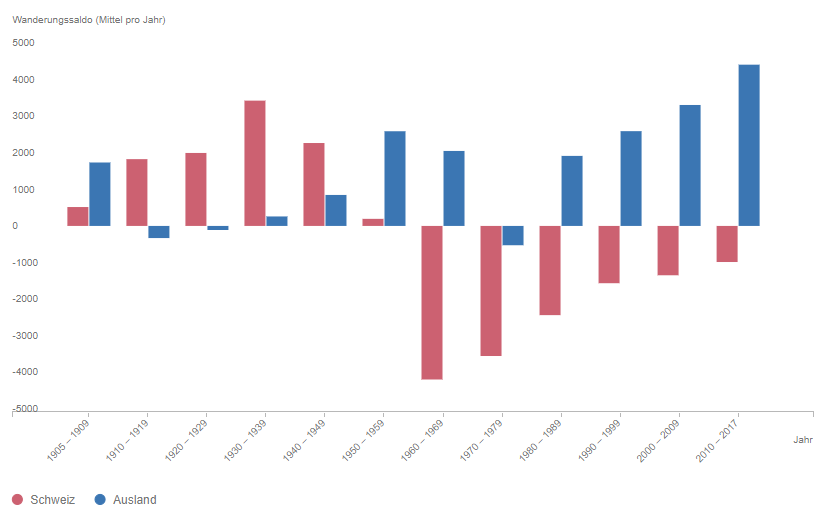 Wanderungssaldo (Mittel pro Jahr)
5000
4000
3000
2000
1000
0
-1000
-2000
-3000
-4000
-5000
1905 – 1909
1910 – 1919
1920 – 1929
1930 – 1939
1940 – 1949
1950 – 1959
1960 – 1969
1970 – 1979
1980 – 1989
1990 – 1999
2000 – 2009
2010 – 2017
Jahr
Schweiz Ausland